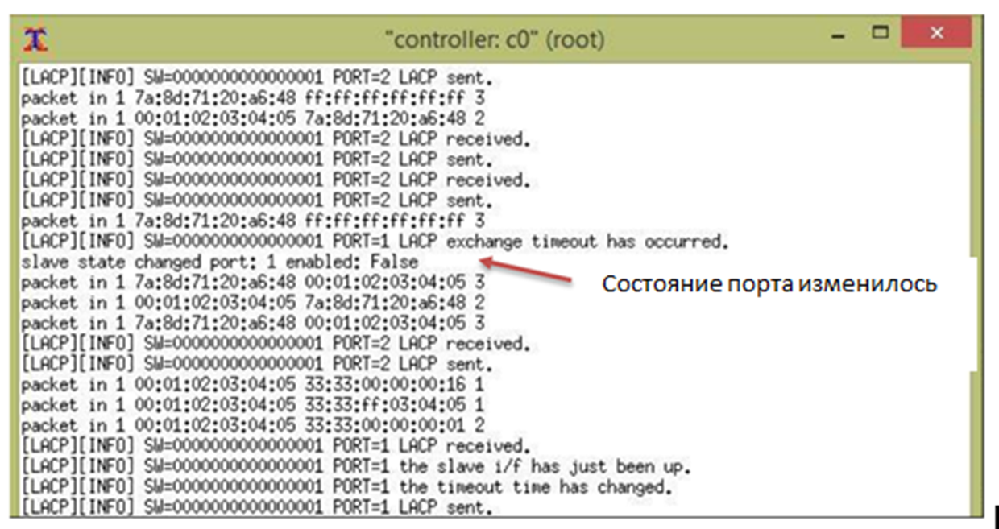 "controller: c0" (root)
[LACP][INFO] SW=0000000000000001 PORT=2 LACP sent.
packet in 1 7a:8d:71:20:a6:48 ff:ff:ff:ff:ff:ff 3
packet in 1 00:01:02:03:04:05 7a:8d:71:20:a6:48 2
[LACP][INFO] SW=0000000000000001 PORT=2 LACP received.
[LACP][INFO] SW=0000000000000001 PORT=2 LACP sent.
[LACP][INFO] SW=0000000000000001 PORT=2 LACP received.
[LACP][INFO] SW=0000000000000001 PORT=2 LACP sent.
packet in 1 7a:8d:71:20:a6:48 ff:ff:ff:ff:ff:ff 3
[LACP][INFO] SW=0000000000000001 PORT=1 LACP exchange timeout has occurred.
slave state changed port: 1 enabled: False
packet in 1 7a:8d:71:20:a6:48 00:01:02:03:04:05 3
Состояние порта изменилось
packet in 1 00:01:02:03:04:05 7a:8d:71:20:a6:48 2
packet in 1 7a:8d:71:20:a6:48 00:01:02:03:04:05 3
[LACP][INFO] SW=0000000000000001 PORT=2 LACP received.
[LACP][INFO] SW=0000000000000001 PORT=2 LACP sent.
packet in 1 00:01:02:03:04:05 33:33:00:00:00:16 1
packet in 1 00:01:02:03:04:05 33:33:ff:03:04:05 1
packet in 1 00:01:02:03:04:05 33:33:00:00:00:01 2
[LACP][INFO] SW=0000000000000001 PORT=1 LACP received.
[LACP][INFO] SW=0000000000000001 PORT=1 the slave i/f has just been up.
[LACP][INFO] SW=0000000000000001 PORT=1 the timeout time has changed.
[LACP][INFO] SW=0000000000000001 PORT=1 LACP sent.